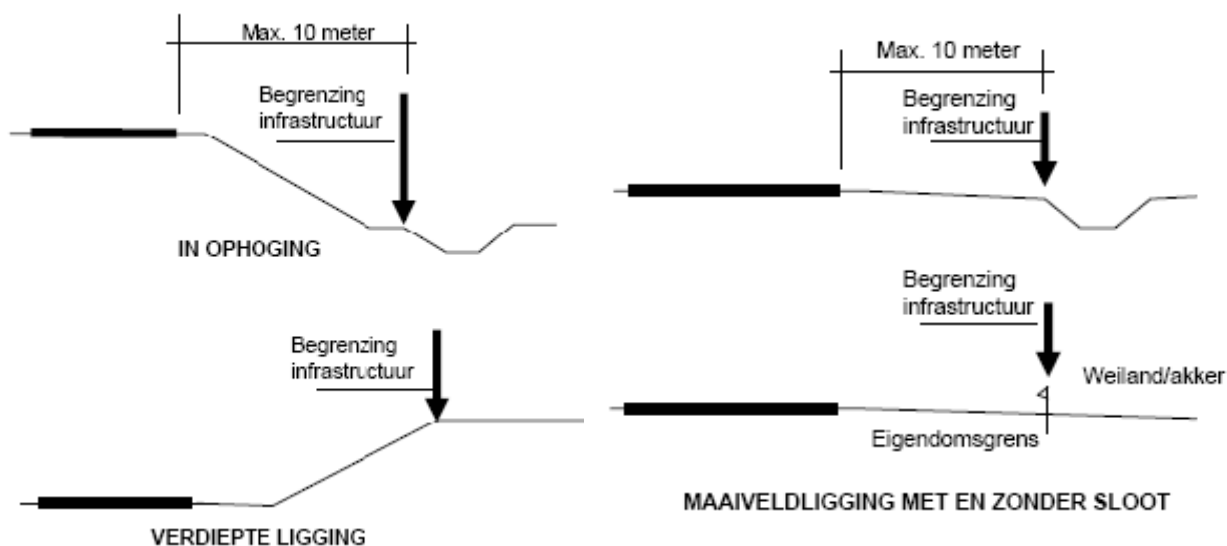 Max. 10 meter
Begrenzing
infrastructuur
IN OPHOGING
Begrenzing
infrastructuur
VERDIEPTE LIGGING
Max. 10 meter
Begrenzing
infrastructuur
Begrenzing
infrastructuur
Weiland/akker
Eigendomsgrens
MAAIVELDLIGGING MET EN ZONDER SLOOT